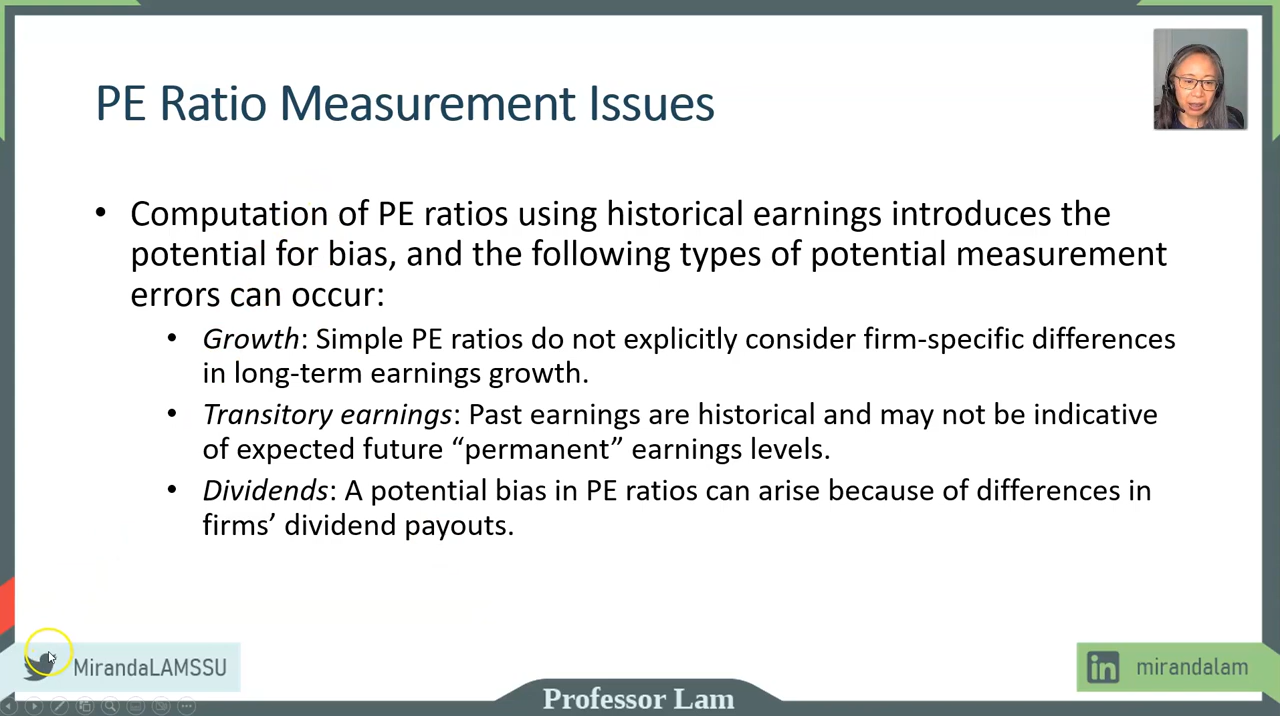 PE Ratio Measurement Issues
• Computation of PE ratios using historical earnings introduces the
potential for bias, and the following types of potential measurement
errors can occur:
• Growth: Simple PE ratios do not explicitly consider firm-specific differences
in long-term earnings growth.
• Transitory earnings: Past earnings are historical and may not be indicative
of expected future “permanent” earnings levels.
• Dividends: A potential bias in PE ratios can arise because of differences in
firms’ dividend payouts.
MirandaLAMSSU
in mirandalam
Professor Lam